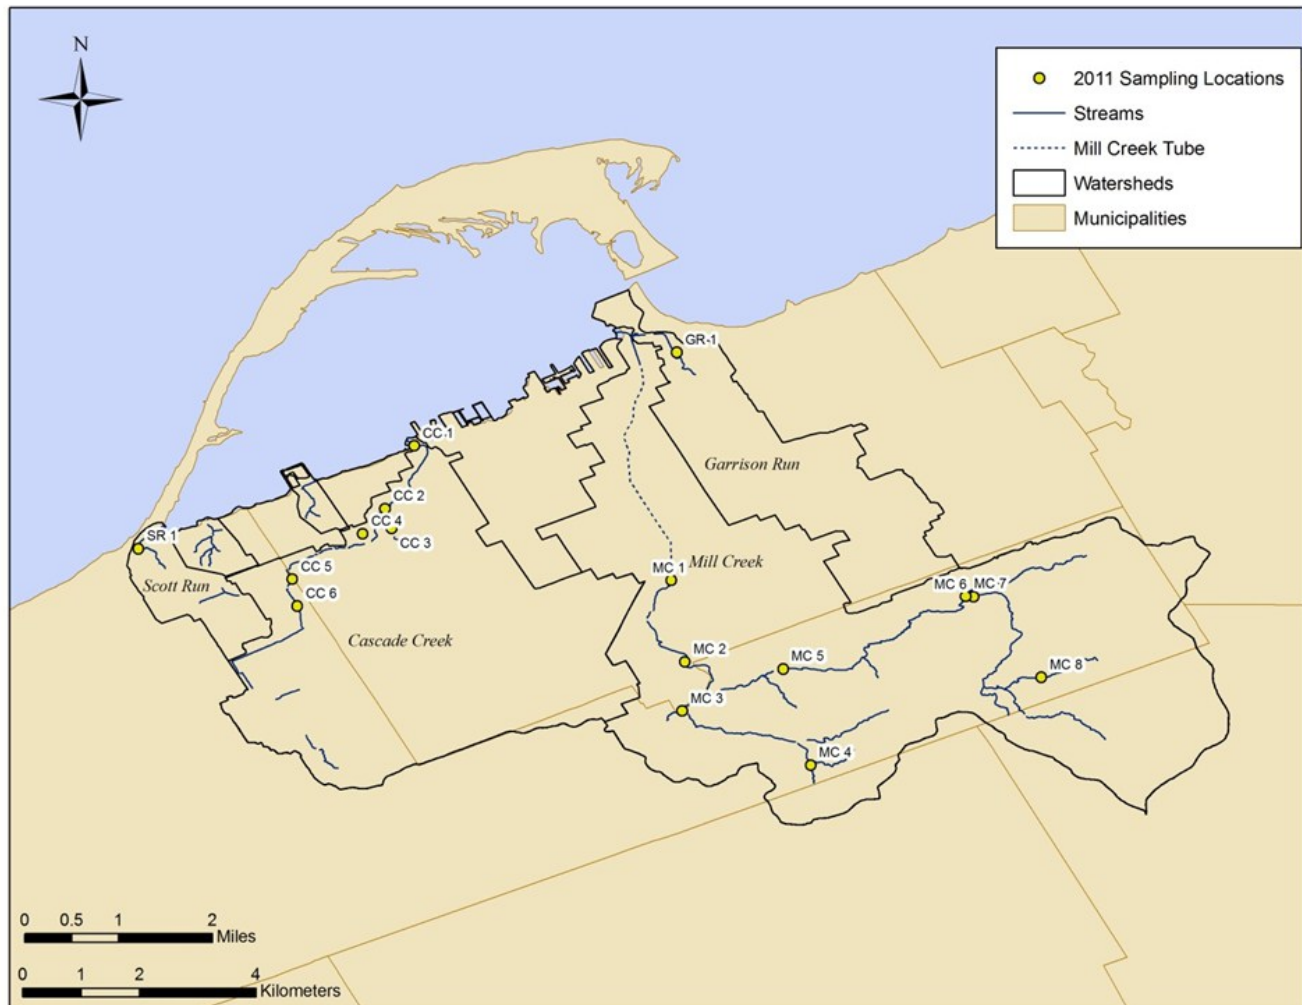 N
2011 Sampling Locations
Streams
Mill Creek Tube
Watersheds
Municipalities
GR-1
CC-1
Garrison Run
CC 2
CC 4
CC 3
SR 1
Scott Run
CC 5
CC 6
Cascade Creek
MC 1
Mill Creek
MC 6
MC-7
MC 2
MC 5
MC 8
MC 3
MC 4
0 0.5 1 2
Miles
0 1 2 4
Kilometers